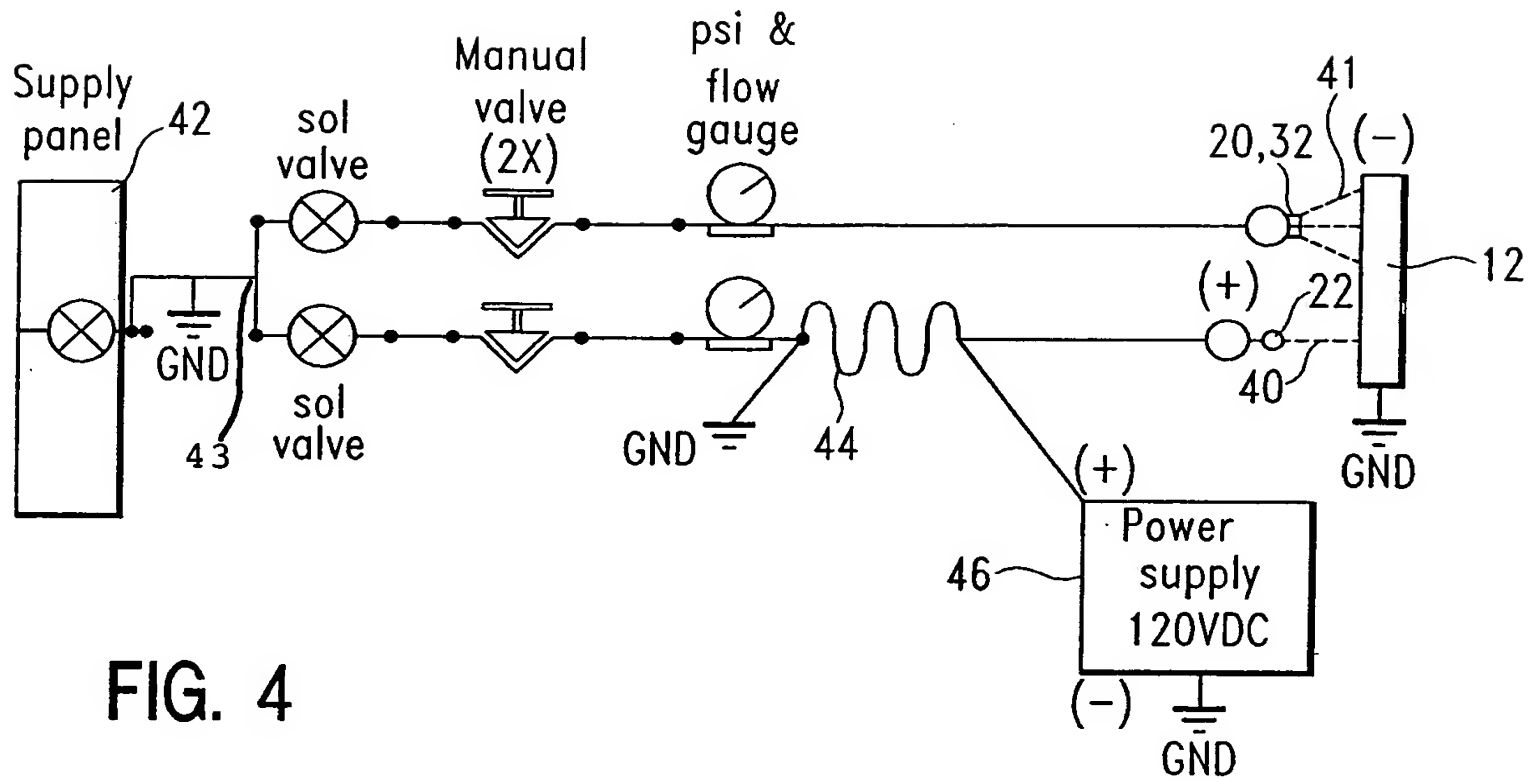 Supply
panel
42
sol
valve
Manual
valve
(2X)
psi &
flow
gauge
20,32
41
(-)
12
GND
43
sol
valve
GND
44
(+)
22
40
GND
(+)
46
Power
supply
120VDC
(-)
GND
FIG. 4